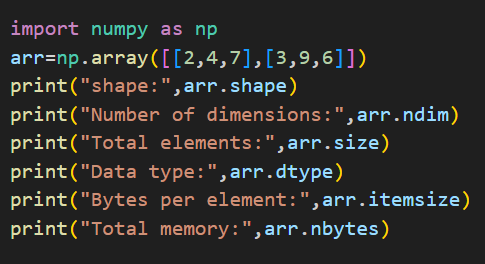 import numpy as np
arr=np.array([[2,4,7],[3,9,6]])
print("shape:",arr.shape)
print("Number of dimensions:",arr.ndim)
print("Total elements:",arr.size)
print("Data type:",arr.dtype)
print("Bytes per element:",arr.itemsize)
print("Total memory:",arr.nbytes)